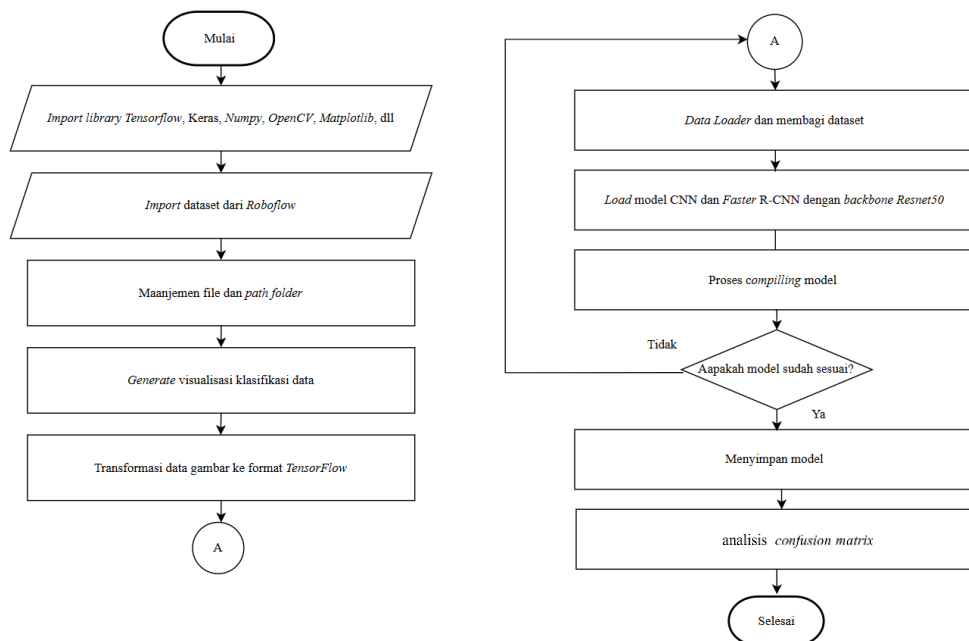 Mulai
Import library Tensorflow, Keras, Numpy, OpenCV, Matplotlib, dll
Import dataset dari Roboflow
Maanjemen file dan path folder
Generate visualisasi klasifikasi data
Transformasi data gambar ke format TensorFlow
A
A
Data Loader dan membagi dataset
Load model CNN dan Faster R-CNN dengan backbone Resnet50
Proses compilling model
Aapakah model sudah sesuai?
Tidak
Ya
Menyimpan model
analisis confusion matrix
Selesai